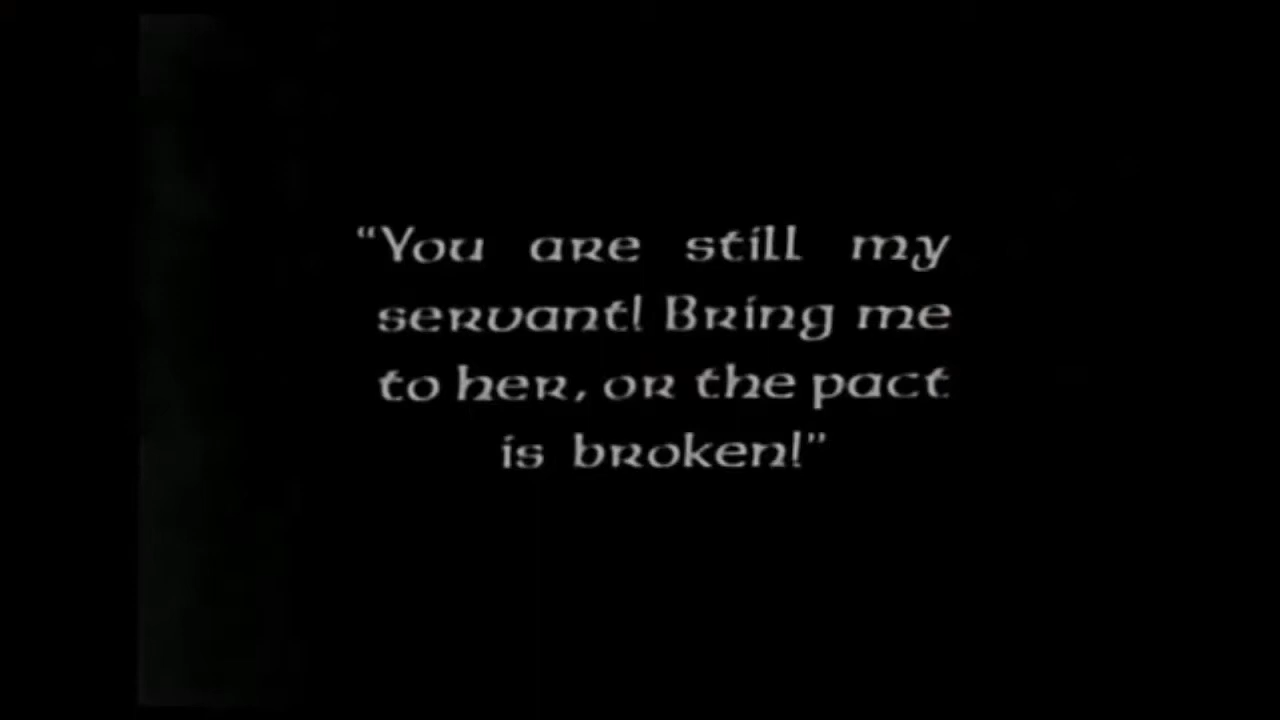 “You are still my
servant! Bring me
to her, or the pact
is broken!”